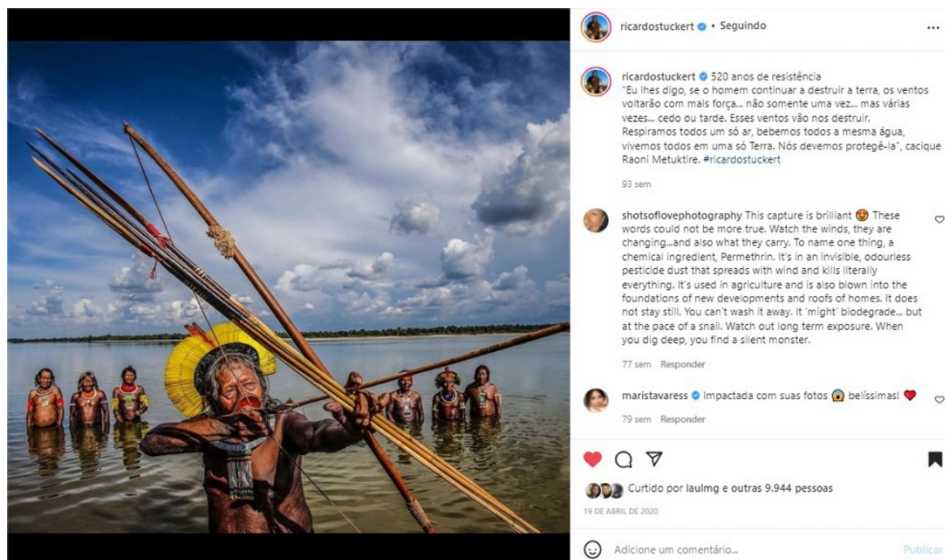 ricardostuckert • Seguindo
ricardostuckert 520 anos de resistência
"Eu lhes digo, se o homem continuar a destruir a terra, os ventos
voltarão com mais força... não somente uma vez... mas várias
vezes... cedo ou tarde. Esses ventos vão nos destruir.
Respiramos todos um só ar, bebemos todos a mesma água,
vivemos todos em uma só Terra. Nós devemos protegê-la", cacique
Raoni Metuktire. #ricardostuckert
93 sem
shotsoflovephotography This capture is brilliant 🤩 These
words could not be more true. Watch the winds, they are
changing...and also what they carry. To name one thing, a
chemical ingredient, Permethrin. It's in an invisible, odourless
pesticide dust that spreads with wind and kills literally
everything. It's used in agriculture and is also blown into the
foundations of new developments and roofs of homes. It does
not stay still. You can't wash it away. It 'might' biodegrade... but
at the pace of a snail. Watch out long term exposure. When
you dig deep, you find a silent monster.
77 sem Responder
maristavaress Impactada com suas fotos 😱 belíssimas! ❤️
79 sem Responder
Curtido por laulmg e outras 9.944 pessoas
19 DE ABRIL DE 2020
Adicione um comentário... Publicar